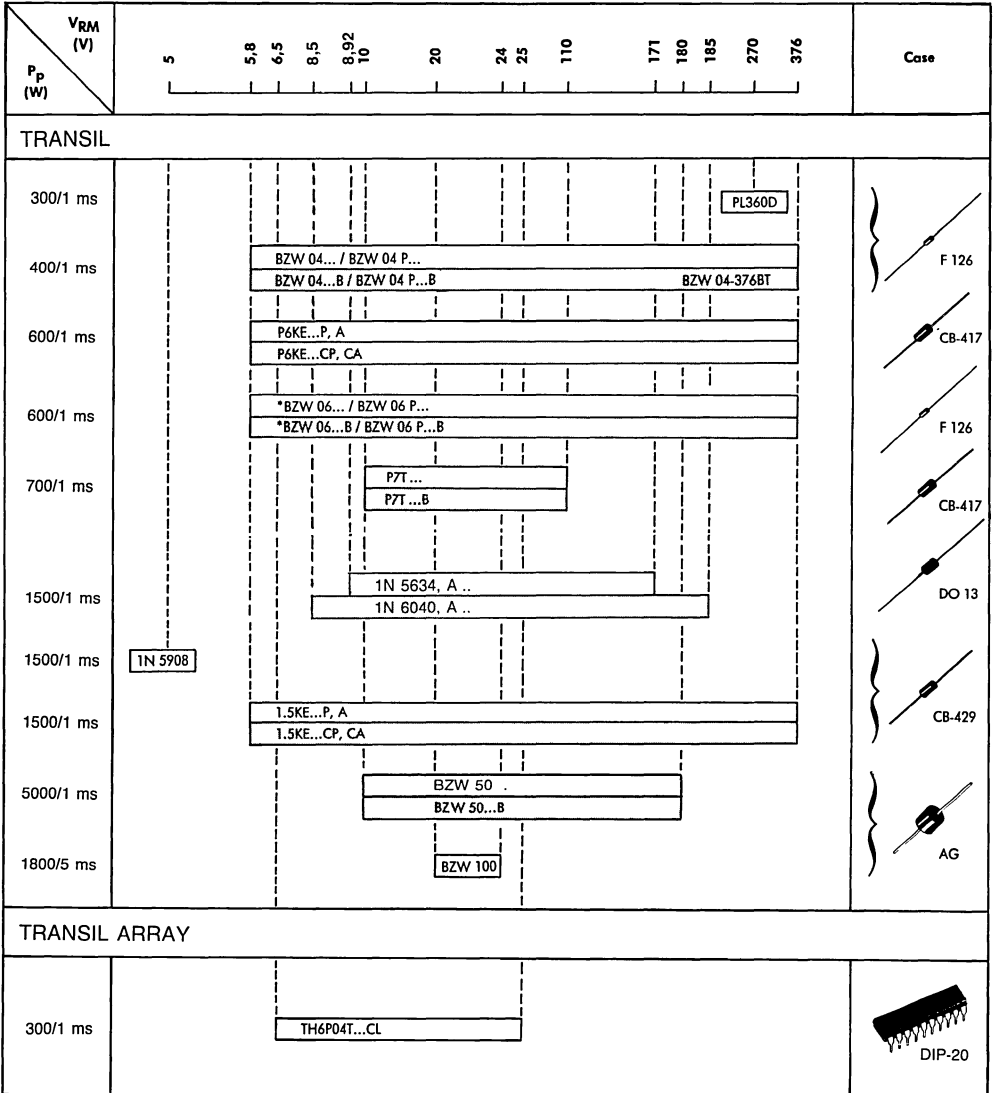 VRM
(V)
Pp
(W)
5
5,8
6,5
8,5
8,92
10
20
24
25
110
171
180
185
270
376
Case
TRANSIL
300/1 ms
PL360D
400/1 ms
BZW 04... / BZW 04 P...
BZW 04...B / BZW 04 P...B
BZW 04-376BT
F 126
600/1 ms
P6KE...P, A
P6KE...CP, CA
CB-417
600/1 ms
*BZW 06... / BZW 06 P...
*BZW 06...B / BZW 06 P...B
F 126
700/1 ms
P7T ...
P7T ...B
CB-417
1500/1 ms
1N 5634, A ..
1N 6040, A ..
DO 13
1500/1 ms
1N 5908
1500/1 ms
1.5KE...P, A
1.5KE...CP, CA
CB-429
5000/1 ms
BZW 50 .
BZW 50...B
1800/5 ms
BZW 100
AG
TRANSIL ARRAY
300/1 ms
TH6P04T...CL
DIP-20